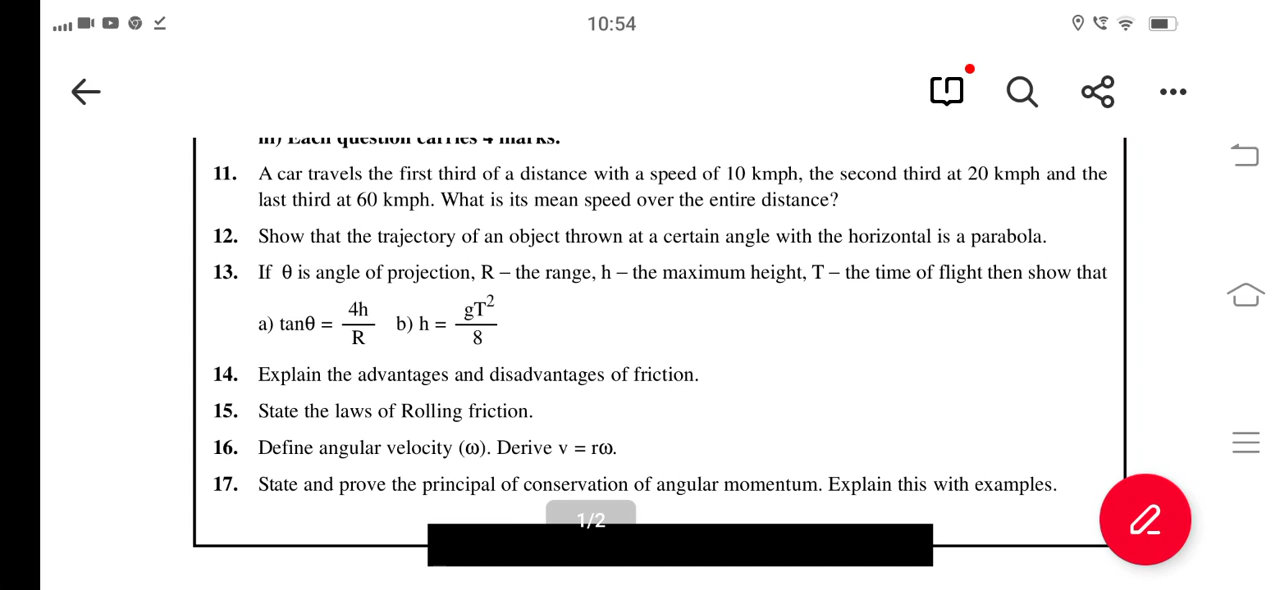 10:54
iii) Each question carries 4 marks.
11. A car travels the first third of a distance with a speed of 10 kmph, the second third at 20 kmph and the
last third at 60 kmph. What is its mean speed over the entire distance?
12. Show that the trajectory of an object thrown at a certain angle with the horizontal is a parabola.
13. If θ is angle of projection, R – the range, h – the maximum height, T – the time of flight then show that
a) tanθ = 4h/R b) h = gT²/8
14. Explain the advantages and disadvantages of friction.
15. State the laws of Rolling friction.
16. Define angular velocity (ω). Derive v = rω.
17. State and prove the principal of conservation of angular momentum. Explain this with examples.
1/2